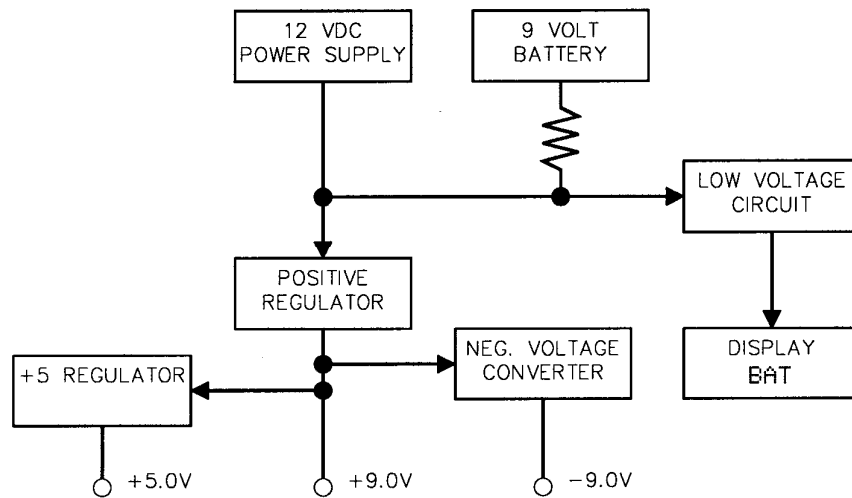 12 VDC
POWER SUPPLY
9 VOLT
BATTERY
LOW VOLTAGE
CIRCUIT
POSITIVE
REGULATOR
+5 REGULATOR
NEG. VOLTAGE
CONVERTER
DISPLAY
BAT
+5.0V
+9.0V
-9.0V